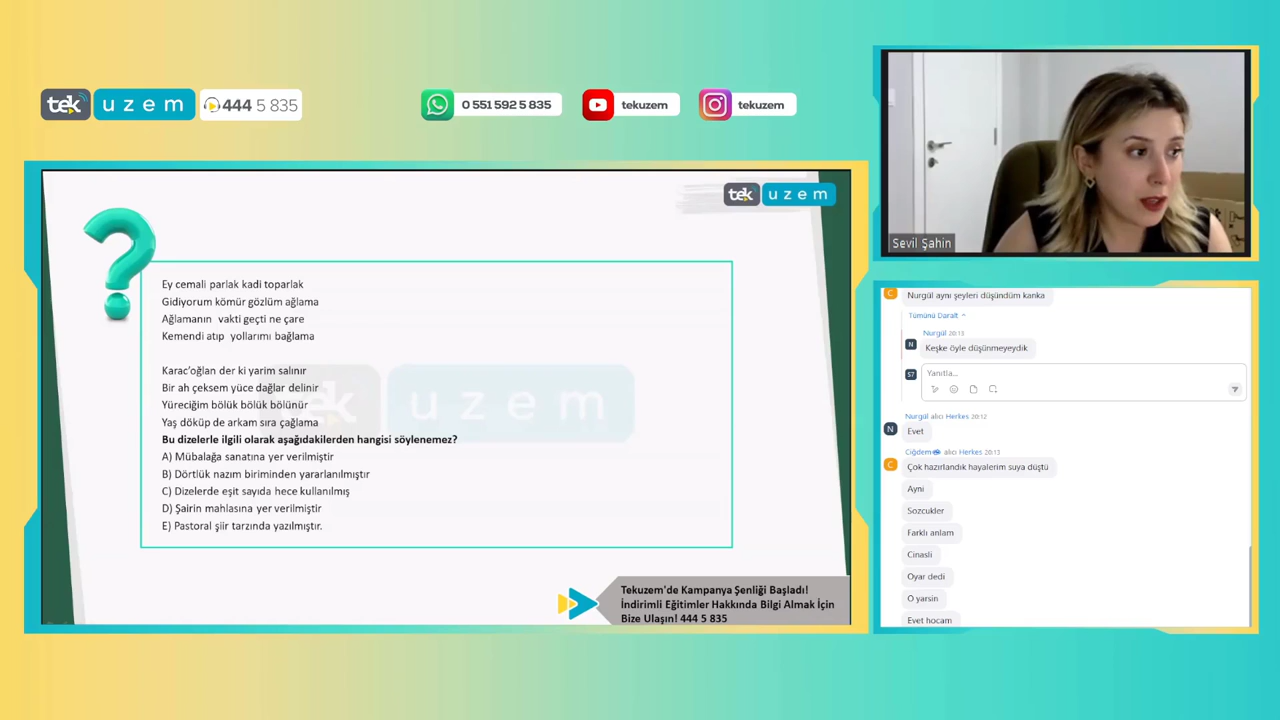 tek uzem 444 5 835
0 551 592 5 835
tekuzem
tekuzem
tek uzem
Ey cemali parlak kadi toparlak
Gidiyorum kömür gözlüm ağlama
Ağlamanın vakti geçti ne çare
Kemendi atıp yollarımı bağlama
Karac'oğlan der ki yarim salınır
Bir ah çeksem yüce dağlar delinir
Yüreciğim bölük bölük bölünür
Yaş döküp de arkam sıra çağlama
Bu dizelerle ilgili olarak aşağıdakilerden hangisi söylenemez?
A) Mübalağa sanatına yer verilmiştir
B) Dörtlük nazım biriminden yararlanılmıştır
C) Dizelerde eşit sayıda hece kullanılmış
D) Şairin mahlasına yer verilmiştir
E) Pastoral şiir tarzında yazılmıştır.
tek uzem
Tekuzem'de Kampanya Şenliği Başladı!
İndirimli Eğitimler Hakkında Bilgi Almak İçin
Bize Ulaşın! 444 5 835
Sevil Şahin
C
Nurgül aynı şeyleri düşündüm kanka
Tümünü Daralt
Nurgül 20:13
N
Keşke öyle düşünmeyeydik
S7
Yanıtla...
Nurgül alıcı Herkes 20:12
N
Evet
Çiğdem alıcı Herkes 20:13
C
Çok hazırlandık hayalerim suya düştü
Ayni
Sozcukler
Farklı anlam
Cinasli
Oyar dedi
O yarsin
Evet hocam